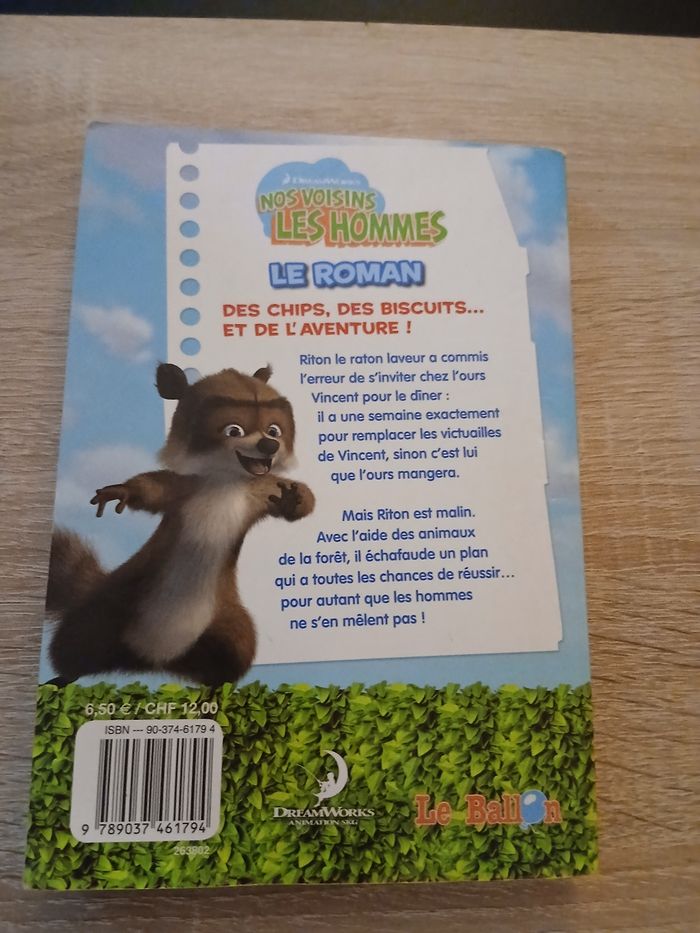 DREAMWORKS
NOS VOISINS
LES HOMMES
LE ROMAN
DES CHIPS, DES BISCUITS...
ET DE L'AVENTURE !
Riton le raton laveur a commis
l'erreur de s'inviter chez l'ours
Vincent pour le dîner :
il a une semaine exactement
pour remplacer les victuailles
de Vincent, sinon c'est lui
que l'ours mangera.
Mais Riton est malin.
Avec l'aide des animaux
de la forêt, il échafaude un plan
qui a toutes les chances de réussir...
pour autant que les hommes
ne s'en mêlent pas !
6,50 € / CHF 12,00
ISBN --- 90-374-6179 4
9 789037 461794
263802
DREAMWORKS
ANIMATION SKG
Le Ballon